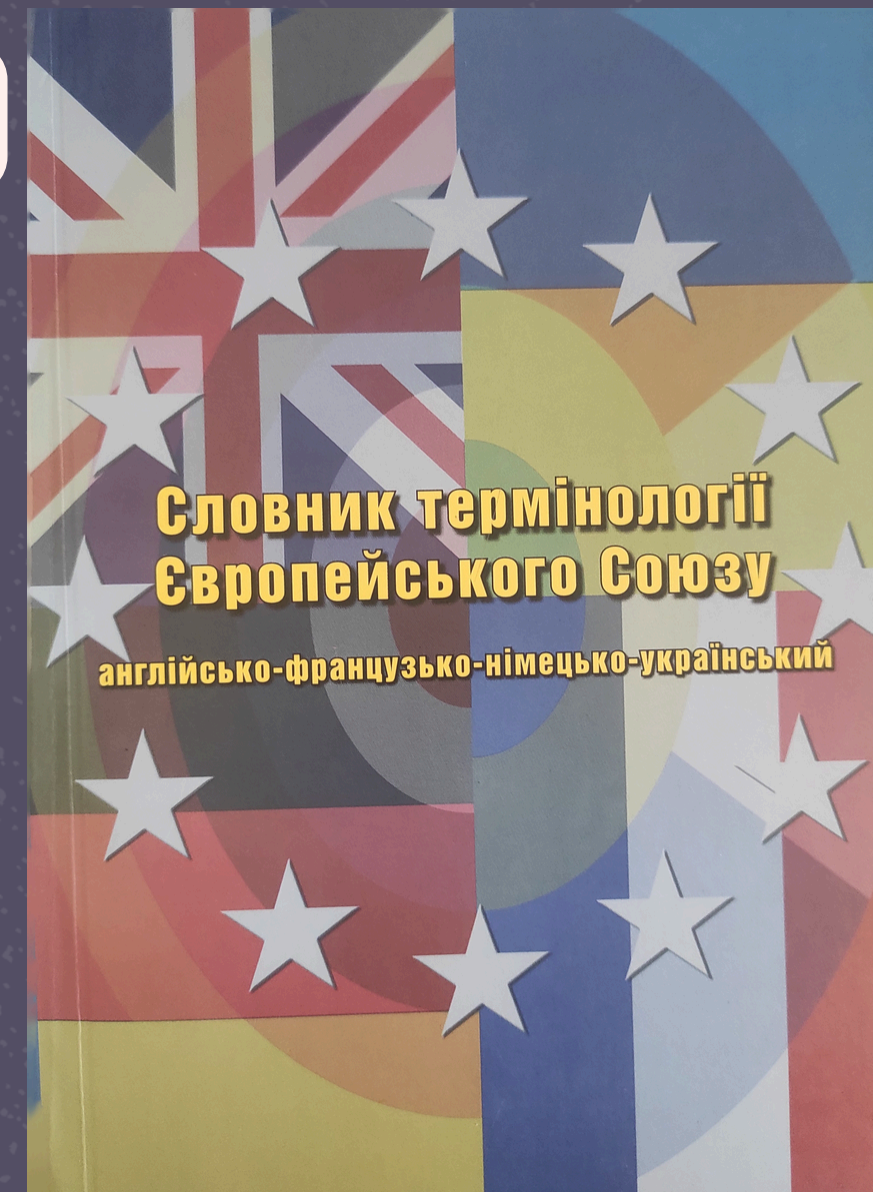 Словник термінології
Європейського Союзу
англійсько-французько-німецько-український